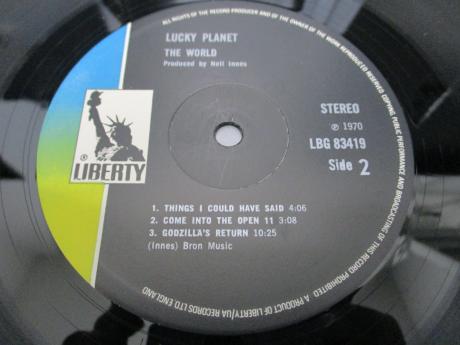 ALL RIGHTS OF THE RECORD PRODUCER AND OF THE OWNER OF THE WORK REPRODUCED RESERVED. COPYING PUBLIC PERFORMANCE AND BROADCASTING OF THIS RECORD PROHIBITED. A PRODUCT OF LIBERTY/UA RECORDS LTD ENGLAND
LUCKY PLANET
THE WORLD
Produced by Neil Innes
STEREO
℗ 1970
LBG 83419
Side 2
®
LIBERTY
1. THINGS I COULD HAVE SAID 4:06
2. COME INTO THE OPEN 11 3:08
3. GODZILLA'S RETURN 10:25
(Innes) Bron Music